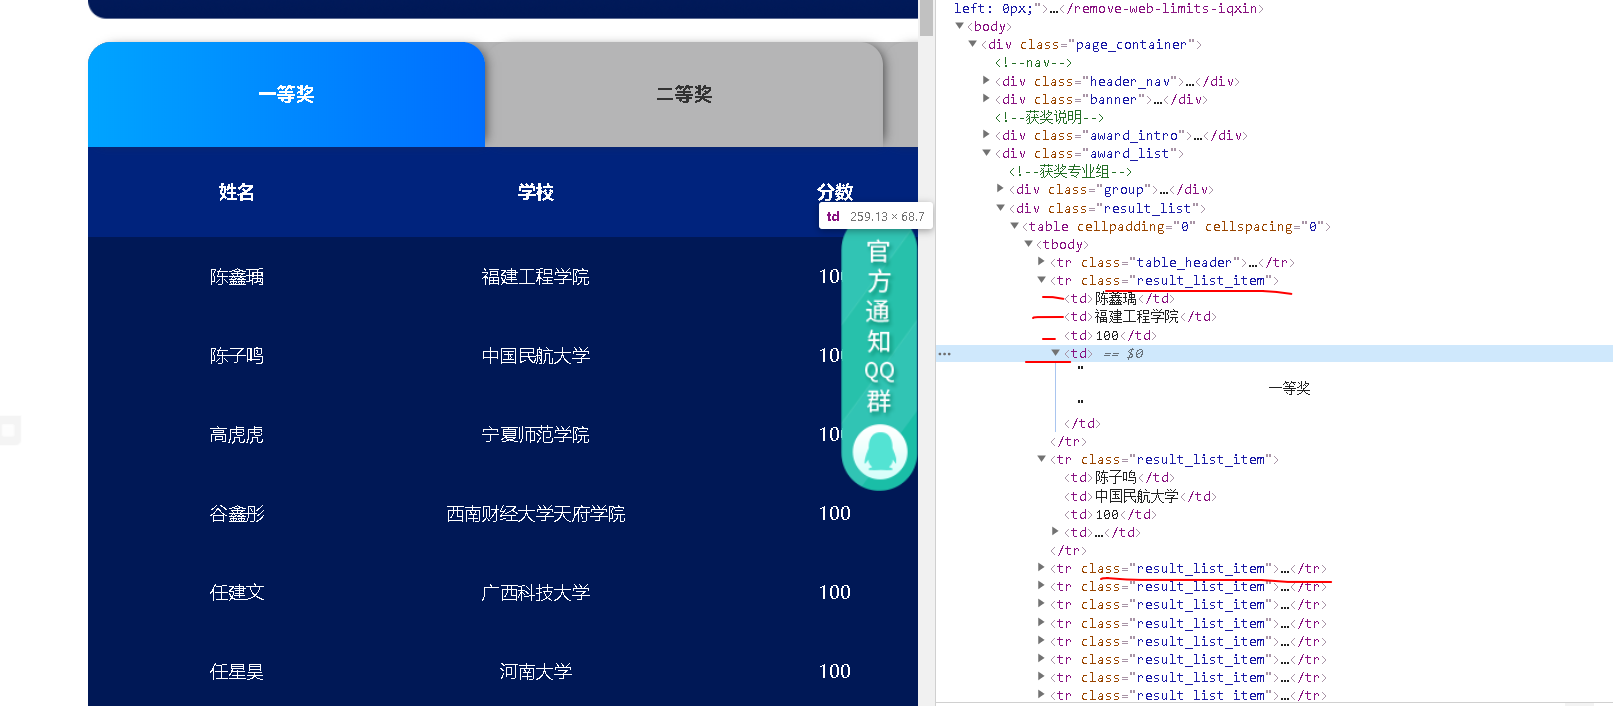 一等奖
二等奖
姓名 学校 分数
td 259.13 × 68.7
陈鑫瑀 福建工程学院 100
陈子鸣 中国民航大学 100
高虎虎 宁夏师范学院 100
谷鑫彤 西南财经大学天府学院 100
任建文 广西科技大学 100
任星昊 河南大学 100
官方通知QQ群
left: 0px;">…</remove-web-limits-iqxin>
<body>
<div class="page_container">
<!--nav-->
<div class="header_nav">…</div>
<div class="banner">…</div>
<!--获奖说明-->
<div class="award_intro">…</div>
<div class="award_list">
<!--获奖专业组-->
<div class="group">…</div>
<div class="result_list">
<table cellpadding="0" cellspacing="0">
<tbody>
<tr class="table_header">…</tr>
<tr class="result_list_item">
<td>陈鑫瑀</td>
<td>福建工程学院</td>
<td>100</td>
<td> == $0
"
一等奖
"
</td>
</tr>
<tr class="result_list_item">
<td>陈子鸣</td>
<td>中国民航大学</td>
<td>100</td>
<td>…</td>
</tr>
<tr class="result_list_item">…</tr>
<tr class="result_list_item">…</tr>
<tr class="result_list_item">…</tr>
<tr class="result_list_item">…</tr>
<tr class="result_list_item">…</tr>
<tr class="result_list_item">…</tr>
<tr class="result_list_item">…</tr>
<tr class="result_list_item">…</tr>